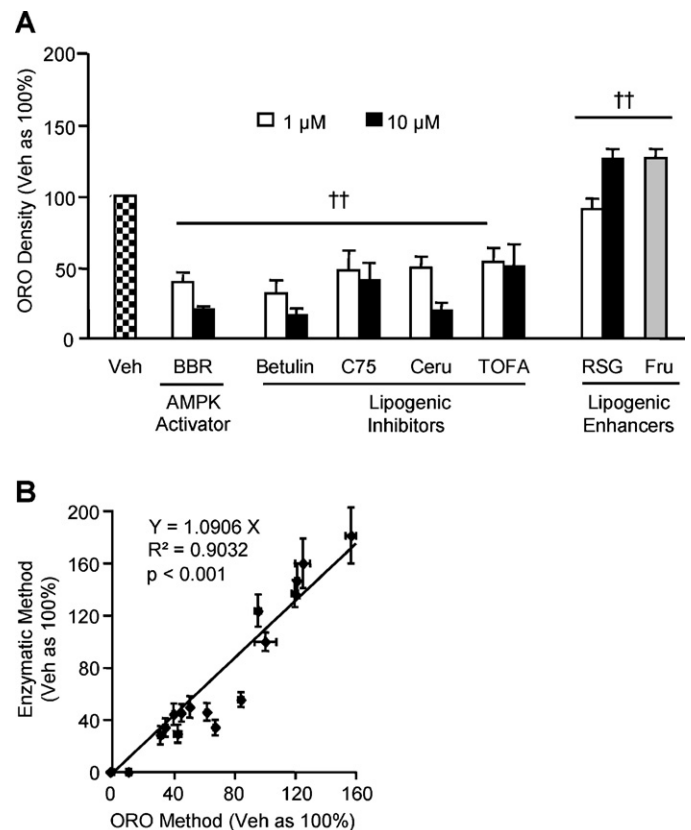 A
ORO Density (Veh as 100%)
200
150
100
50
0
††
††
1 µM 10 µM
Veh BBR Betulin C75 Ceru TOFA RSG Fru
AMPK Lipogenic Lipogenic
Activator Inhibitors Enhancers
B
Enzymatic Method
(Veh as 100%)
200
160
120
80
40
0
Y = 1.0906 X
R² = 0.9032
p < 0.001
0 40 80 120 160
ORO Method (Veh as 100%)